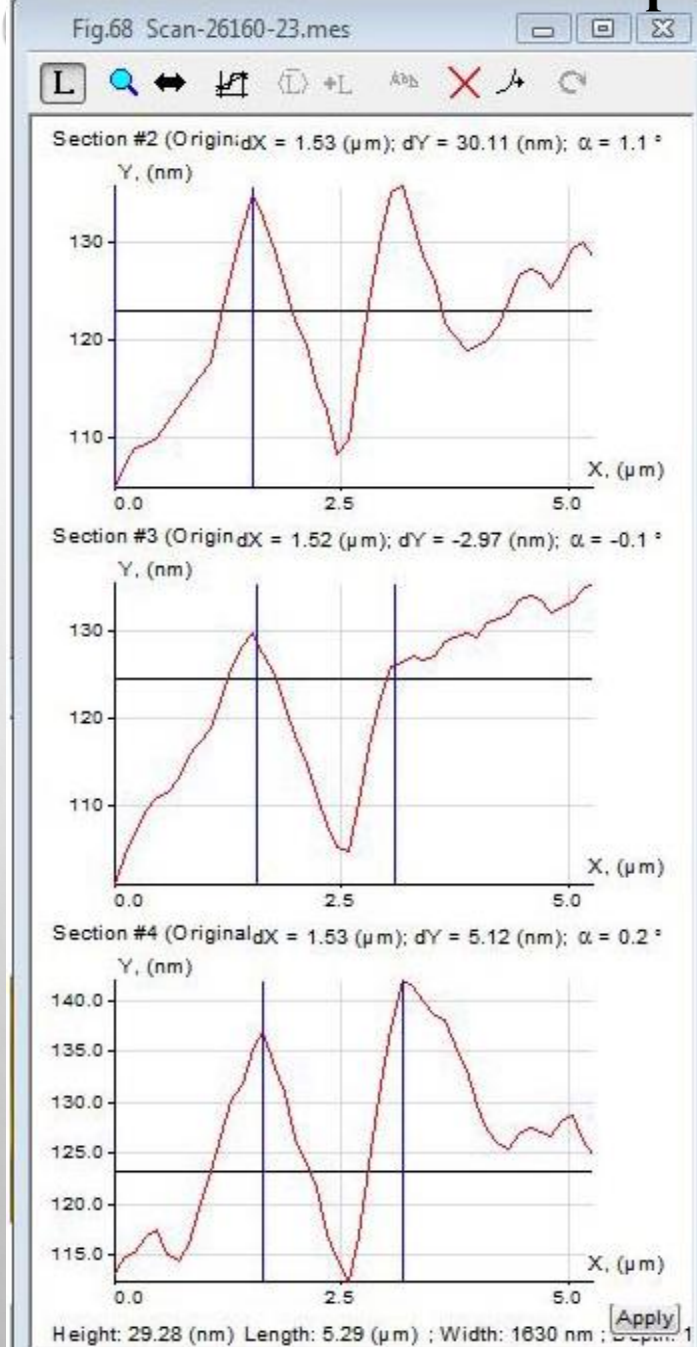 Fig.68 Scan-26160-23.mes
L L +L Abb
Section #2 (Origin: dX = 1.53 (µm); dY = 30.11 (nm); α = 1.1 °
Y, (nm)
130
120
110
X, (µm)
0.0 2.5 5.0
Section #3 (Origin dX = 1.52 (µm); dY = -2.97 (nm); α = -0.1 °
Y, (nm)
130
120
110
X, (µm)
0.0 2.5 5.0
Section #4 (Original dX = 1.53 (µm); dY = 5.12 (nm); α = 0.2 °
Y, (nm)
140.0
135.0
130.0
125.0
120.0
115.0
X, (µm)
0.0 2.5 5.0
Apply
Height: 29.28 (nm) Length: 5.29 (µm) ; Width: 1630 nm ;